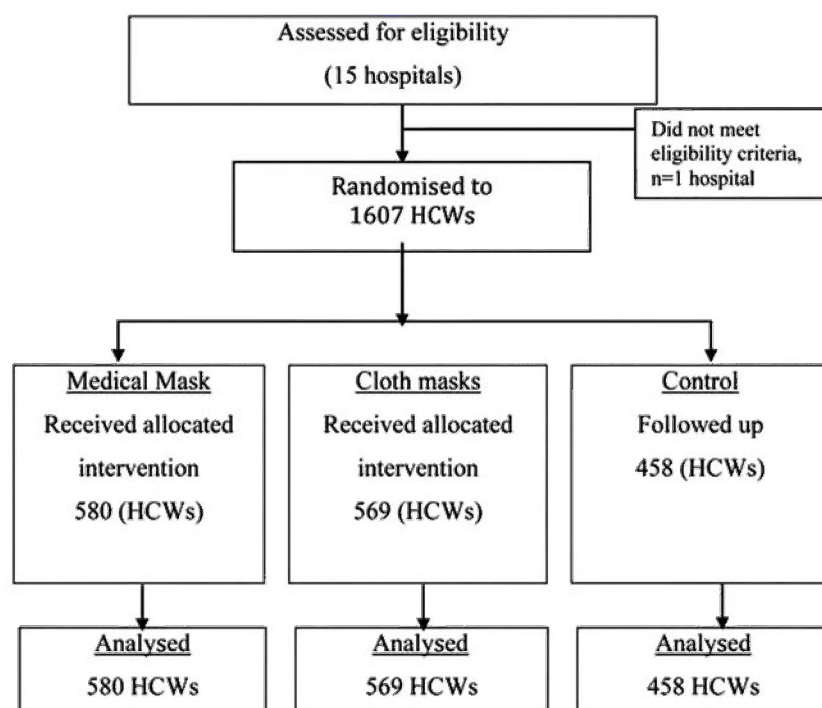 Assessed for eligibility
(15 hospitals)
Did not meet
eligibility criteria,
n=1 hospital
Randomised to
1607 HCWs
Medical Mask
Received allocated
intervention
580 (HCWs)
Cloth masks
Received allocated
intervention
569 (HCWs)
Control
Followed up
458 (HCWs)
Analysed
580 HCWs
Analysed
569 HCWs
Analysed
458 HCWs